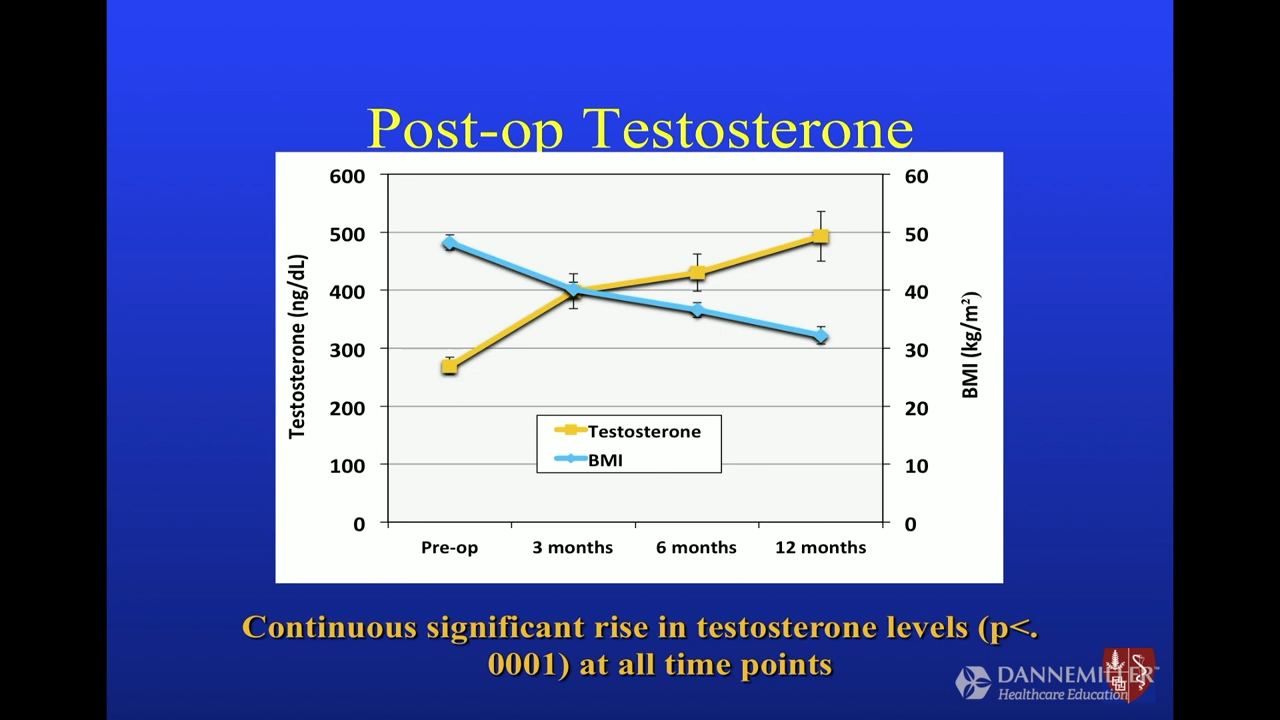 Post-op Testosterone
600
500
400
300
200
100
0
Testosterone (ng/dL)
60
50
40
30
20
10
0
BMI (kg/m²)
Testosterone
BMI
Pre-op 3 months 6 months 12 months
Continuous significant rise in testosterone levels (p<.
0001) at all time points
DANNEMILLER™
Healthcare Education